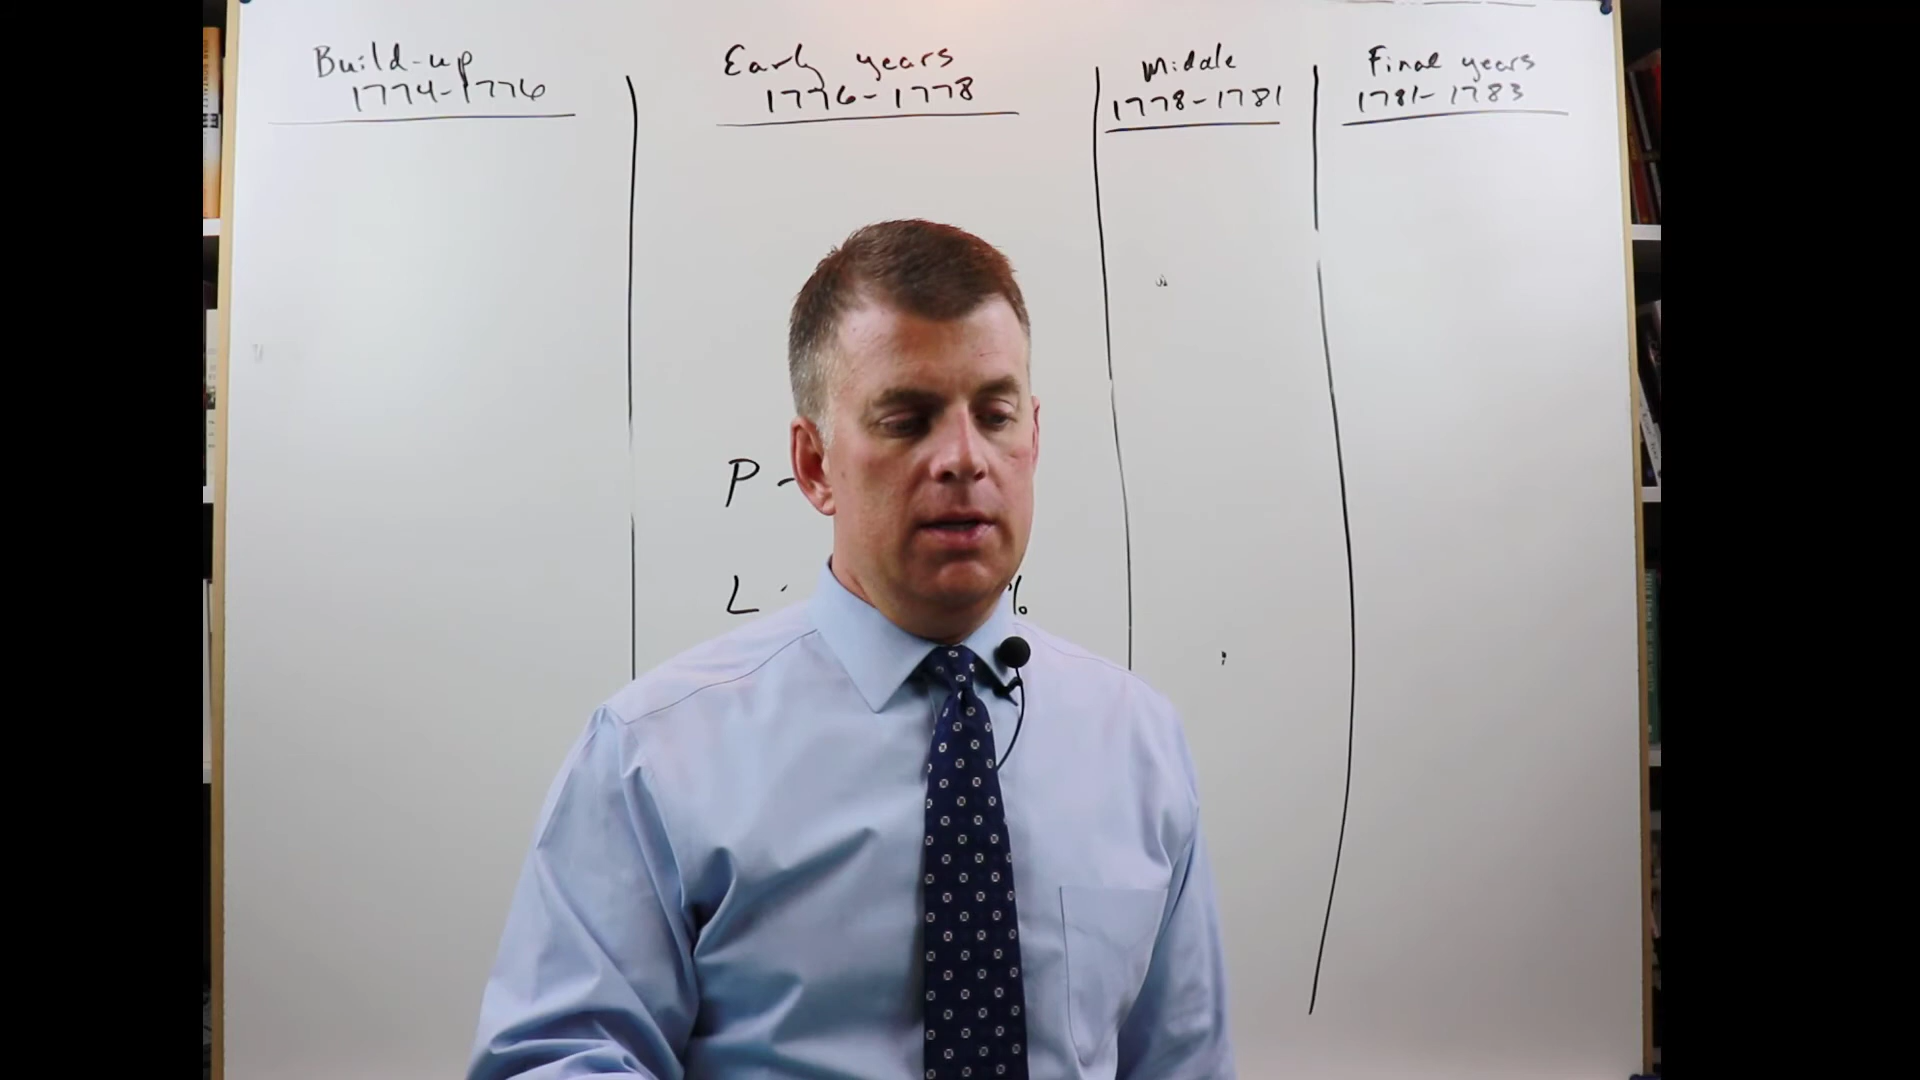 Build-up
1774-1776
Early years
1776-1778
Middle
1778-1781
Final years
1781-1783
P -
L - %